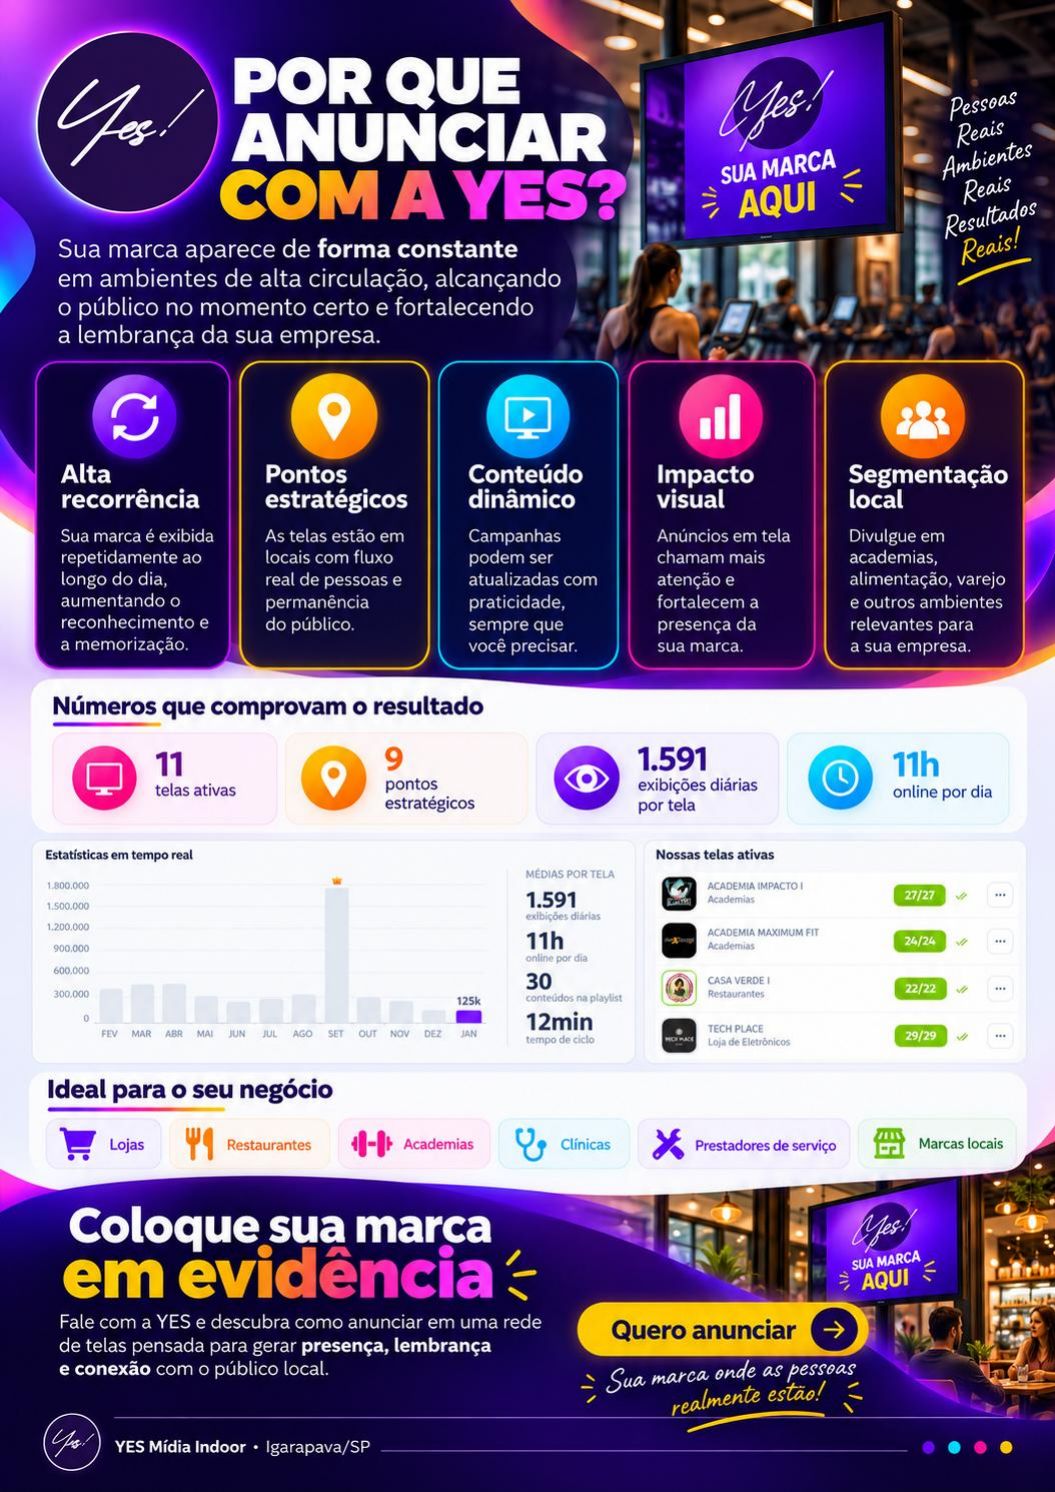 Yes!
POR QUE
ANUNCIAR
COM A YES?
Sua marca aparece de forma constante
em ambientes de alta circulação, alcançando
o público no momento certo e fortalecendo
a lembrança da sua empresa.
Yes!
SUA MARCA
AQUI
Pessoas
Reais
Ambientes
Reais
Resultados
Reais!
Alta
recorrência
Sua marca é exibida
repetidamente ao
longo do dia,
aumentando o
reconhecimento e
a memorização.
Pontos
estratégicos
As telas estão em
locais com fluxo
real de pessoas e
permanência
do público.
Conteúdo
dinâmico
Campanhas
podem ser
atualizadas com
praticidade,
sempre que
você precisar.
Impacto
visual
Anúncios em tela
chamam mais
atenção e
fortalecem a
presença da
sua marca.
Segmentação
local
Divulgue em
academias,
alimentação, varejo
e outros ambientes
relevantes para
a sua empresa.
Números que comprovam o resultado
11
telas ativas
9
pontos
estratégicos
1.591
exibições diárias
por tela
11h
online por dia
Estatísticas em tempo real
1.800.000
1.500.000
1.200.000
900.000
600.000
300.000
0
125k
FEV MAR ABR MAI JUN JUL AGO SET OUT NOV DEZ JAN
MÉDIAS POR TELA
1.591
exibições diárias
11h
online por dia
30
conteúdos na playlist
12min
tempo de ciclo
Nossas telas ativas
ACADEMIA IMPACTO I
Academias
27/27
ACADEMIA MAXIMUM FIT
Academias
24/24
CASA VERDE I
Restaurantes
22/22
TECH PLACE
TECH PLACE
Loja de Eletrônicos
29/29
Ideal para o seu negócio
Lojas
Restaurantes
Academias
Clínicas
Prestadores de serviço
Marcas locais
Coloque sua marca
em evidência
Fale com a YES e descubra como anunciar em uma rede
de telas pensada para gerar presença, lembrança
e conexão com o público local.
Yes!
SUA MARCA
AQUI
Quero anunciar
Sua marca onde as pessoas
realmente estão!
Yes!
YES Mídia Indoor • Igarapava/SP